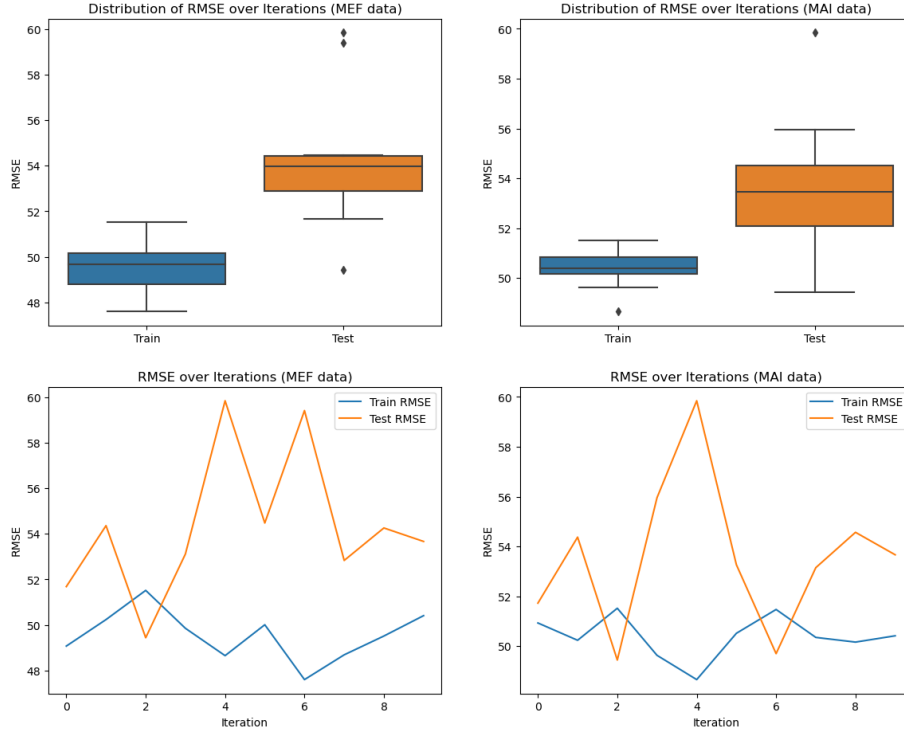 Distribution of RMSE over Iterations (MEF data)
60
58
56
54
52
50
48
RMSE
Train
Test
Distribution of RMSE over Iterations (MAI data)
60
58
56
54
52
50
RMSE
Train
Test
RMSE over Iterations (MEF data)
Train RMSE
Test RMSE
60
58
56
54
52
50
48
RMSE
0
2
4
6
8
Iteration
RMSE over Iterations (MAI data)
Train RMSE
Test RMSE
60
58
56
54
52
50
RMSE
0
2
4
6
8
Iteration